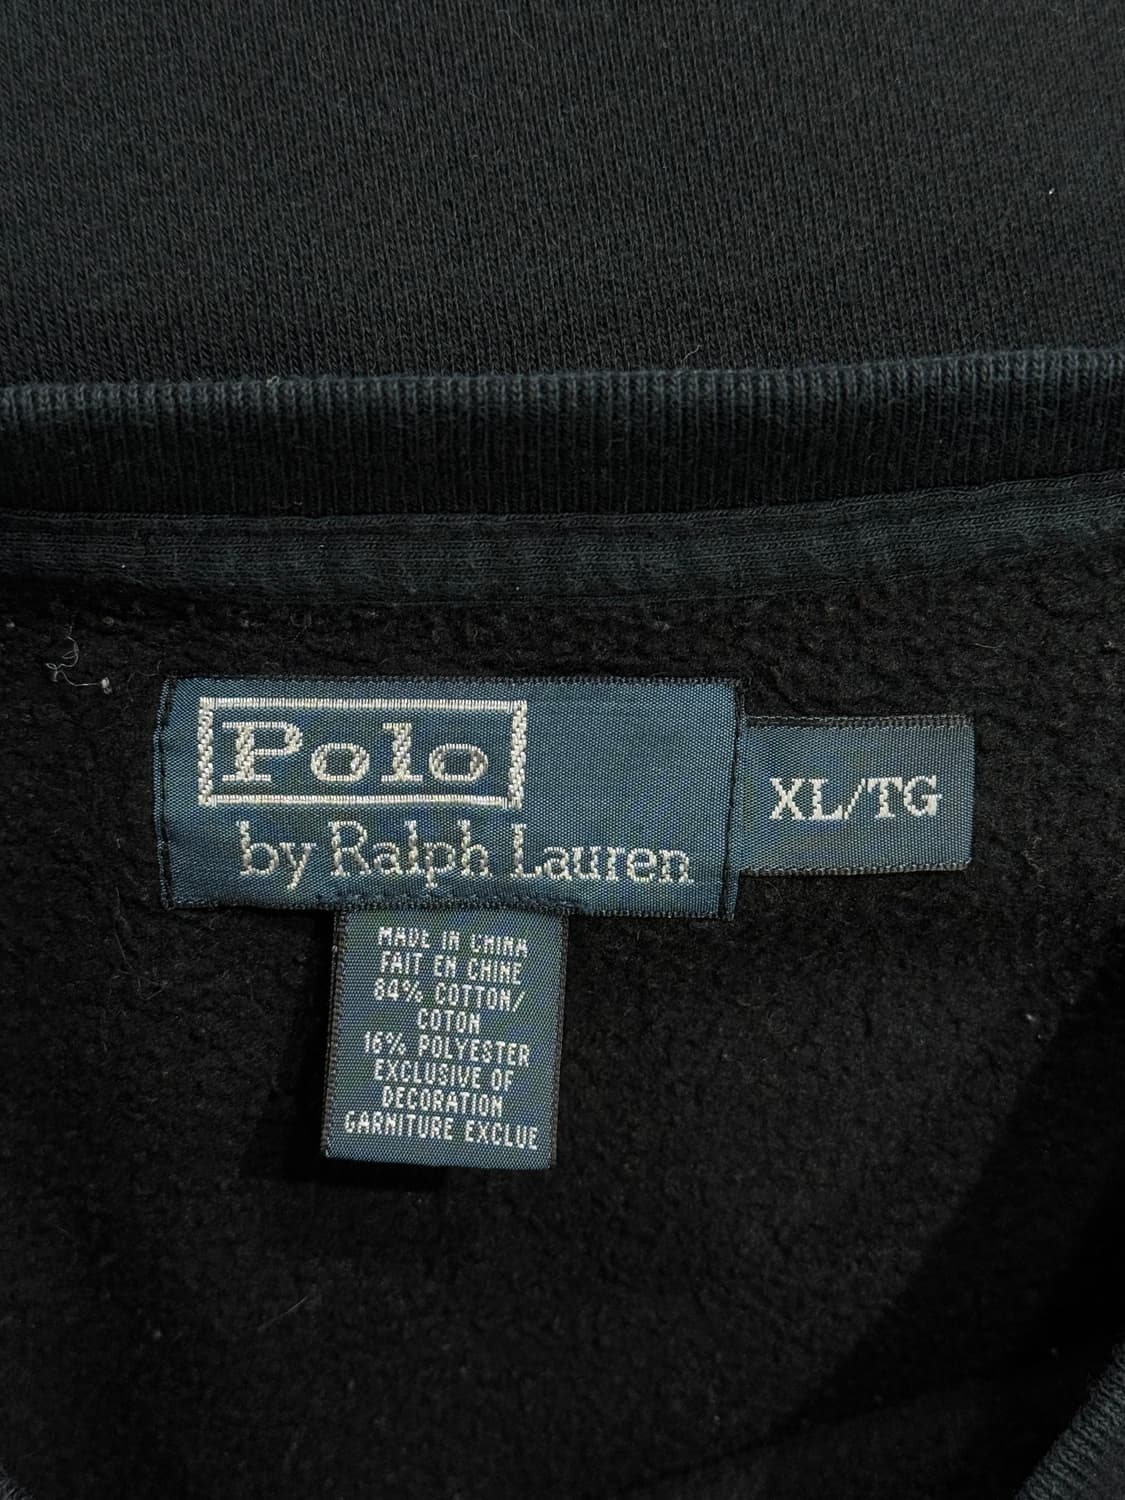 Polo
by Ralph Lauren
XL/TG
MADE IN CHINA
FAIT EN CHINE
84% COTTON/
COTON
16% POLYESTER
EXCLUSIVE OF
DECORATION
GARNITURE EXCLUE